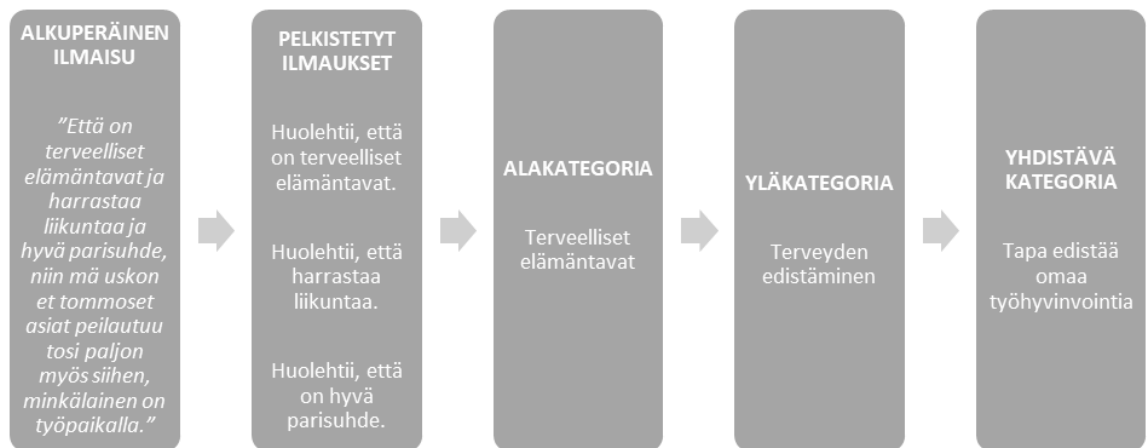 ALKUPERÄINEN
ILMAISU
”Että on
terveelliset
elämäntavat ja
harrastaa
liikuntaa ja
hyvä parisuhde,
niin mä uskon
et tommoset
asiat peilautuu
tosi paljon
myös siihen,
minkälainen on
työpaikalla.”
PELKISTETYT
ILMAUKSET
Huolehtii, että
on terveelliset
elämäntavat.
Huolehtii, että
harrastaa
liikuntaa.
Huolehtii, että
on hyvä
parisuhde.
ALAKATEGORIA
Terveelliset
elämäntavat
YLÄKATEGORIA
Terveyden
edistäminen
YHDISTÄVÄ
KATEGORIA
Tapa edistää
omaa
työhyvinvointia